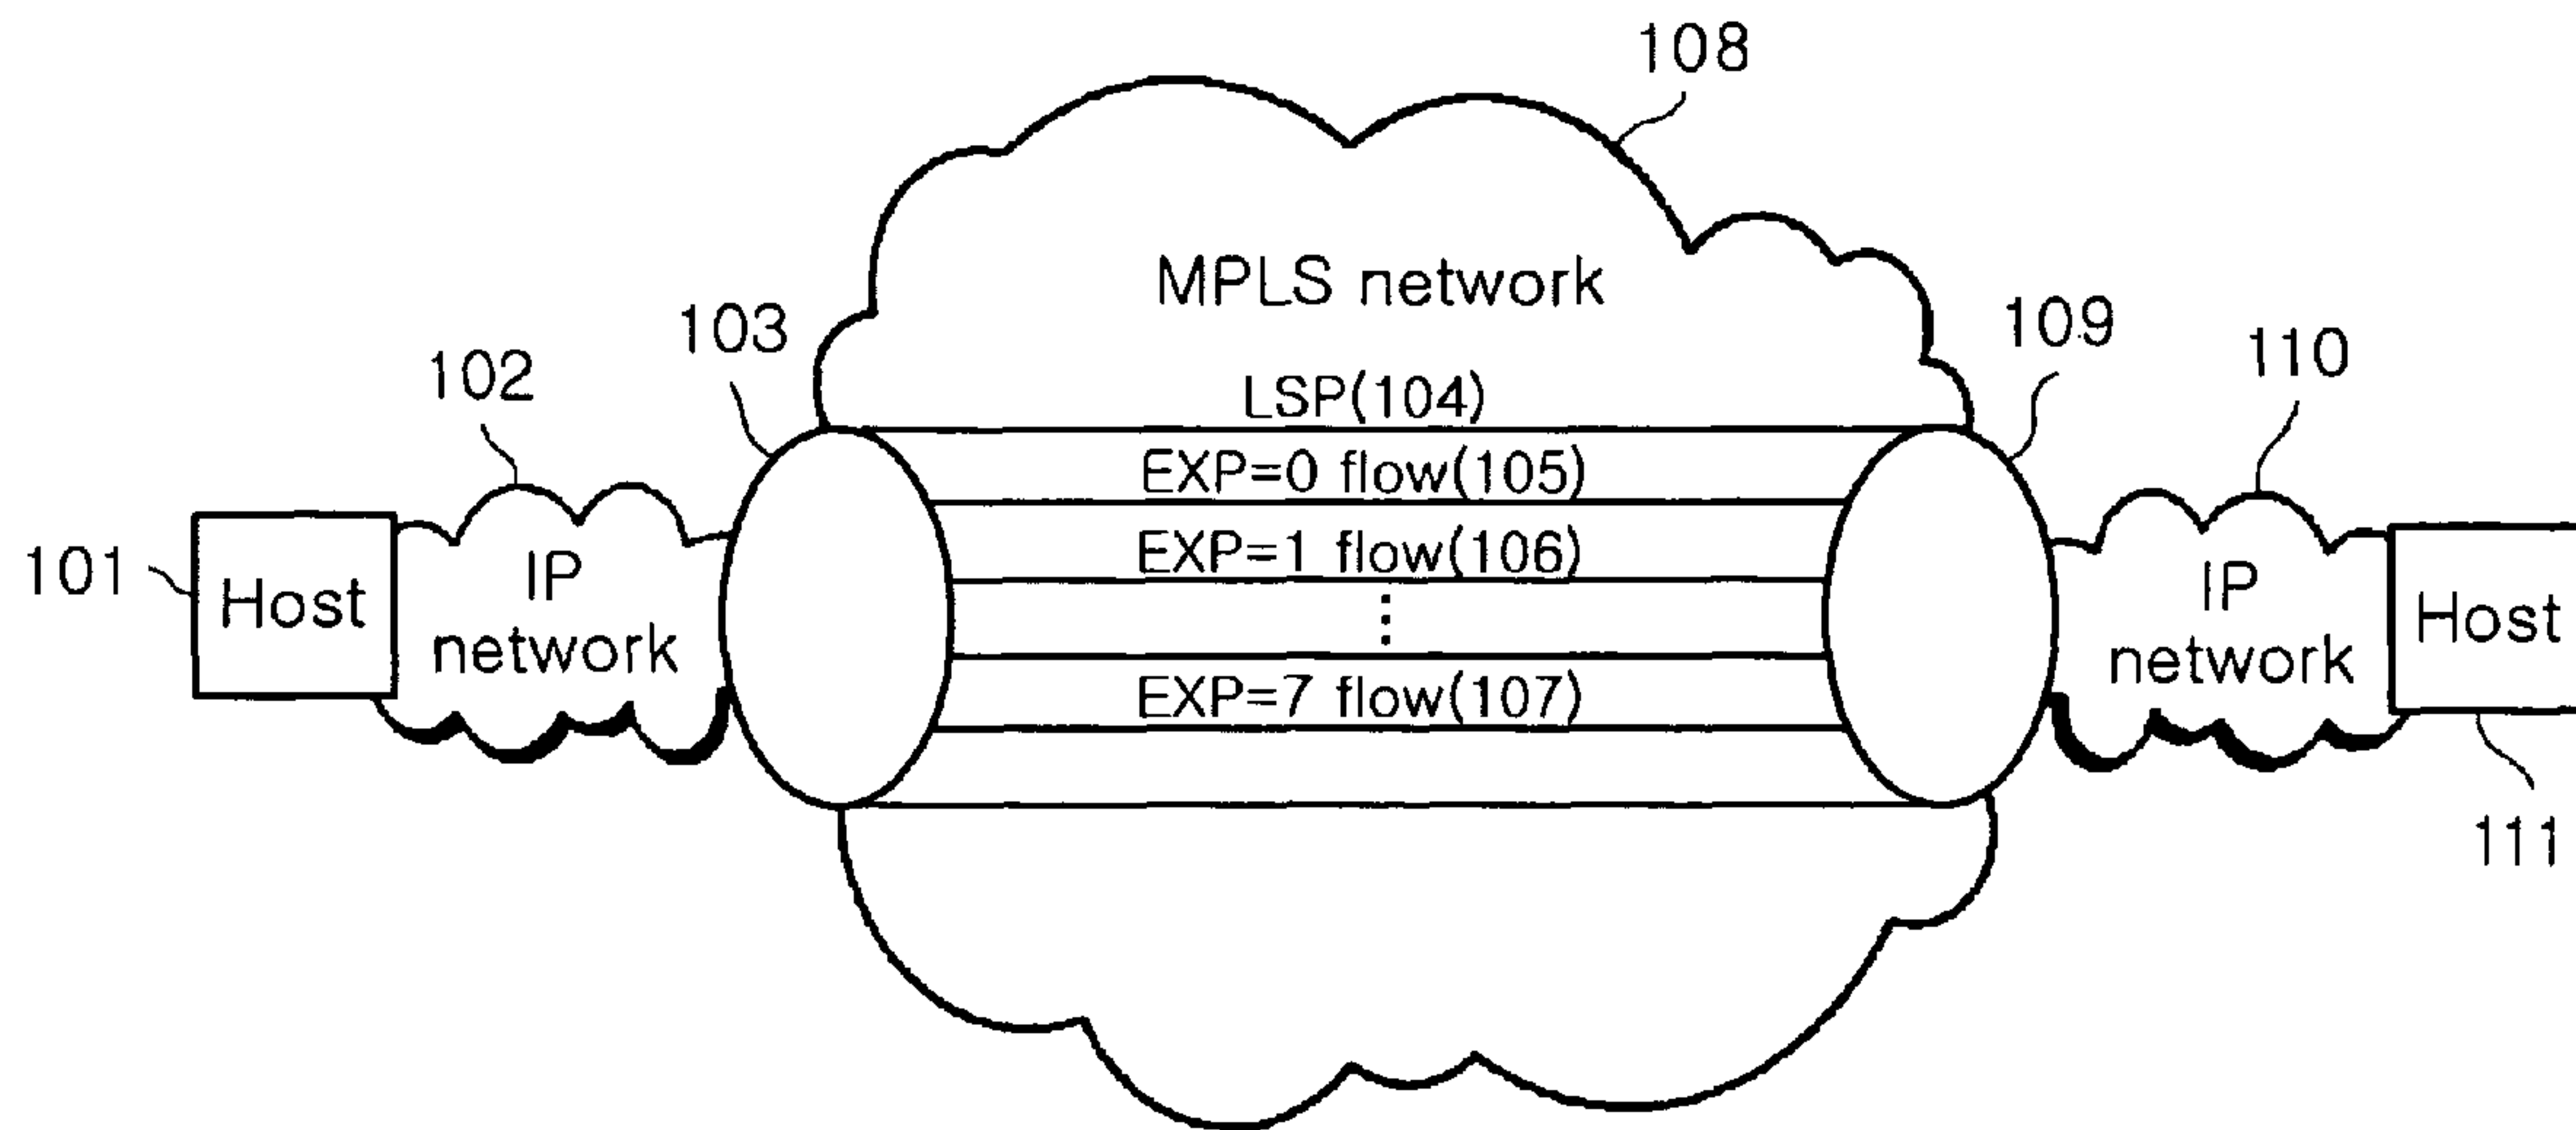 108
MPLS network
103
109
102
110
LSP(104)
EXP=0 flow(105)
EXP=1 flow(106)
101
Host
IP
network
⋮
IP
network
Host
EXP=7 flow(107)
111